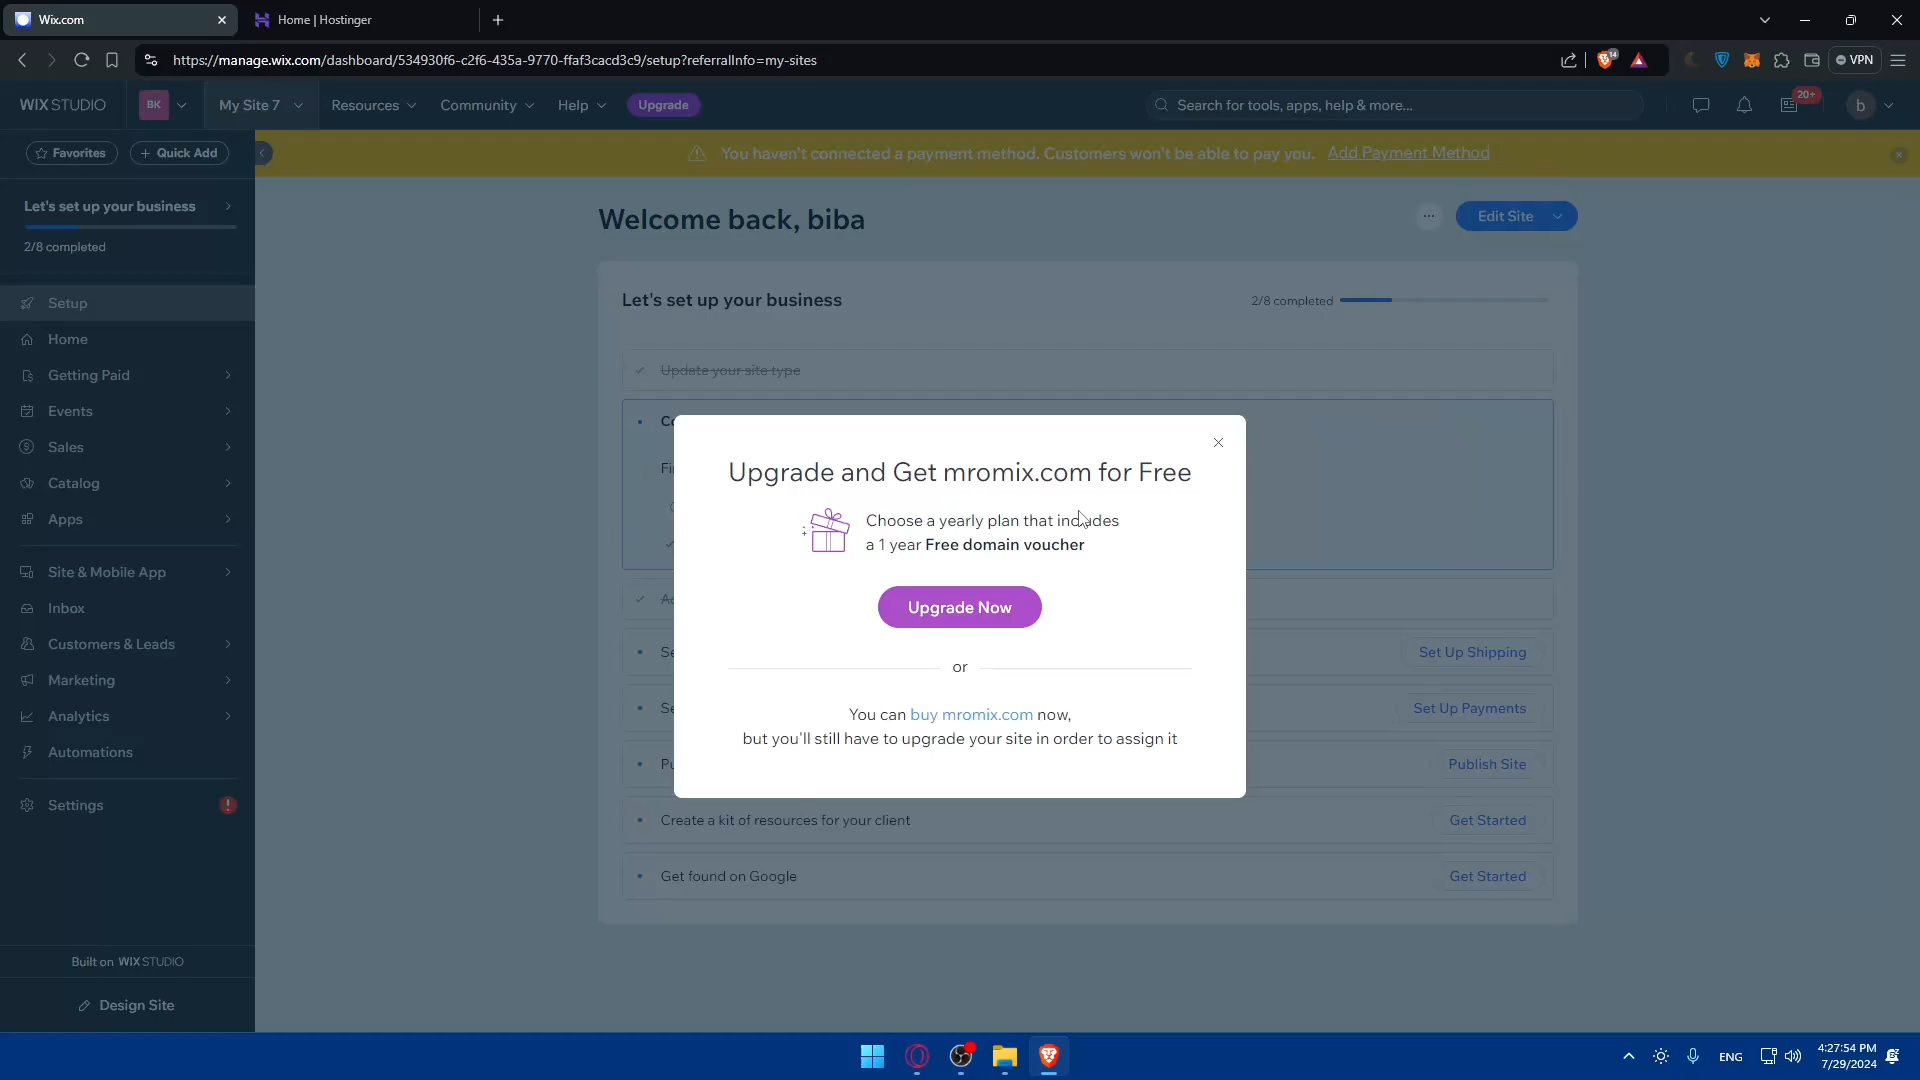 Wix.com
Home | Hostinger
https://manage.wix.com/dashboard/534930f6-c2f6-435a-9770-ffaf3cacd3c9/setup?referralInfo=my-sites
14
VPN
WIX STUDIO
BK
My Site 7
Resources
Community
Help
Upgrade
Search for tools, apps, help & more...
20+
b
Favorites
+ Quick Add
You haven't connected a payment method. Customers won't be able to pay you. Add Payment Method
Let's set up your business
2/8 completed
Welcome back, biba
Edit Site
Let's set up your business
2/8 completed
Setup
Home
Getting Paid
Events
Sales
Catalog
Apps
Site & Mobile App
Inbox
Customers & Leads
Marketing
Analytics
Automations
Settings
Update your site type
Upgrade and Get mromix.com for Free
Choose a yearly plan that includes
a 1 year Free domain voucher
Upgrade Now
or
You can buy mromix.com now,
but you'll still have to upgrade your site in order to assign it
Set Up Shipping
Set Up Payments
Publish Site
Create a kit of resources for your client
Get Started
Get found on Google
Get Started
Built on WIX STUDIO
Design Site
ENG
4:27:54 PM
7/29/2024